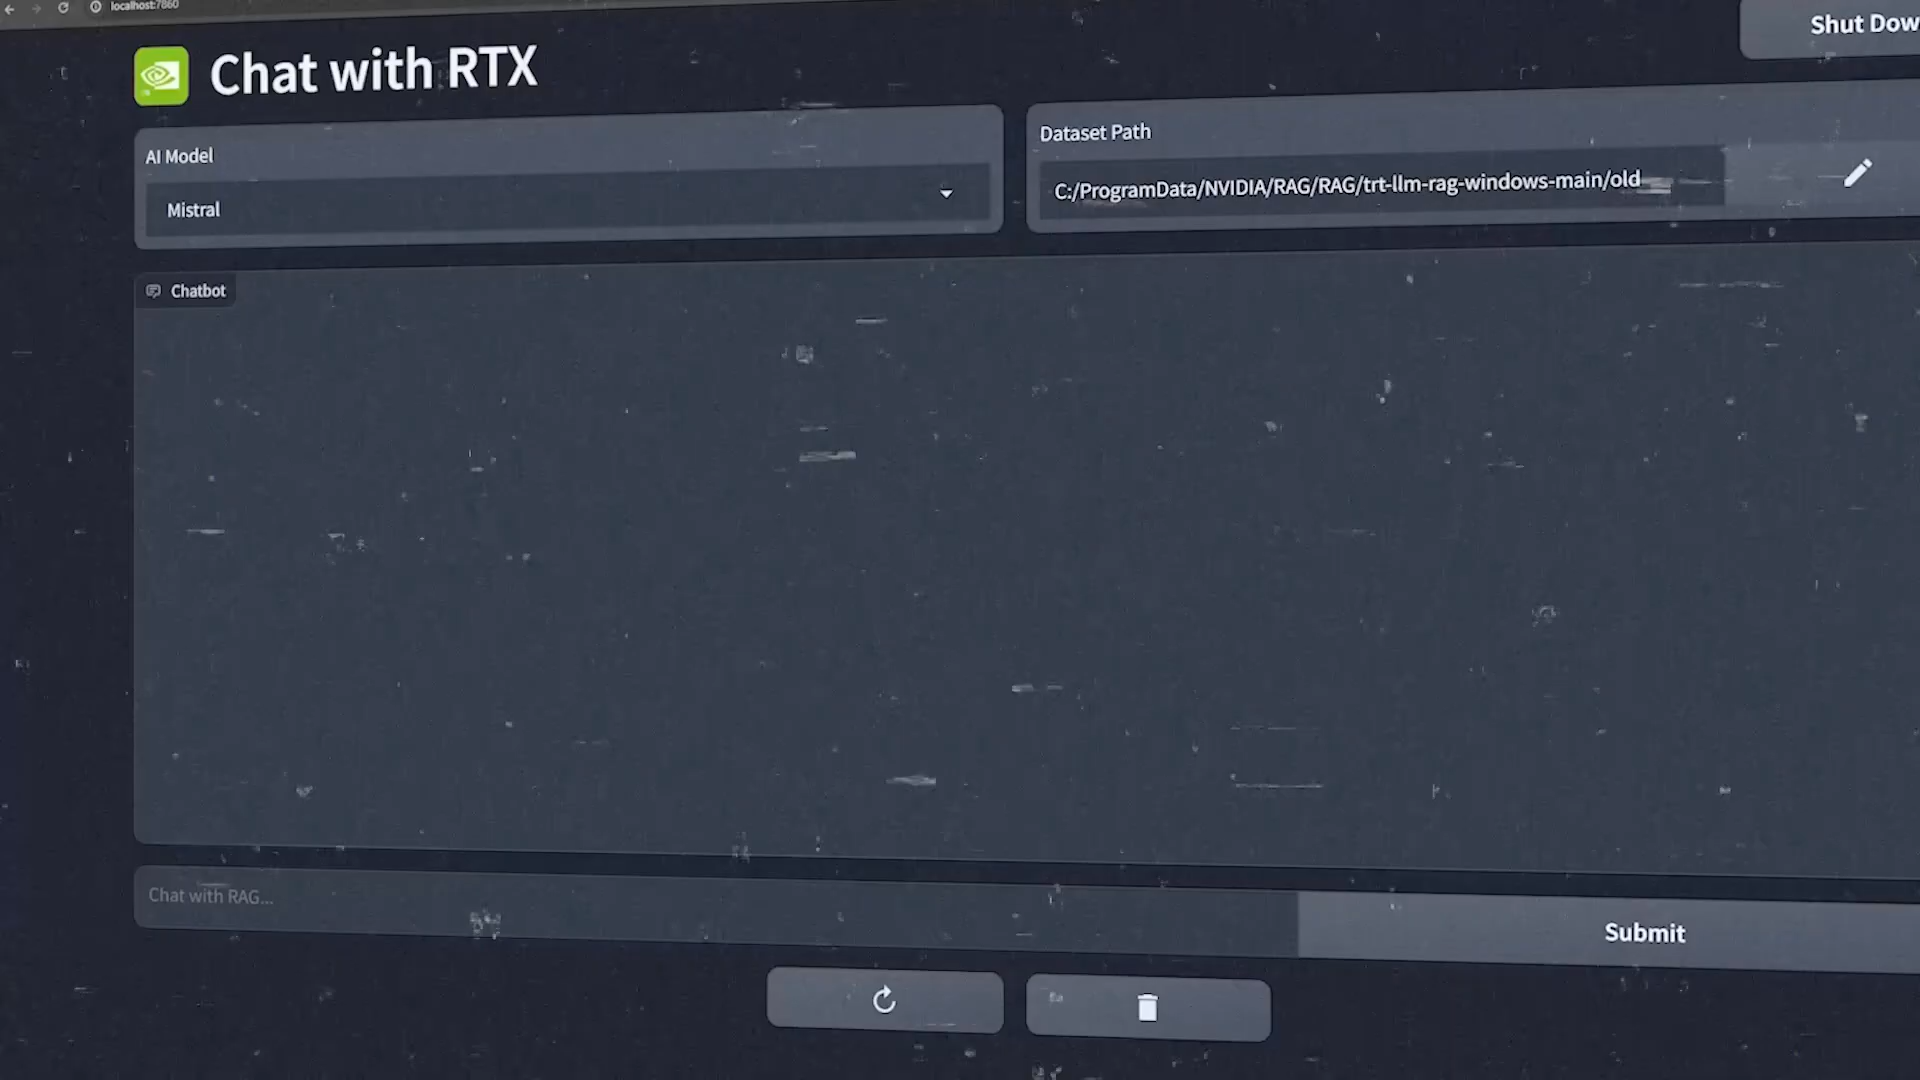 localhost:7860
Shut Dow
Chat with RTX
AI Model
Mistral
Dataset Path
C:/ProgramData/NVIDIA/RAG/RAG/trt-llm-rag-windows-main/old
Chatbot
Chat with RAG...
Submit